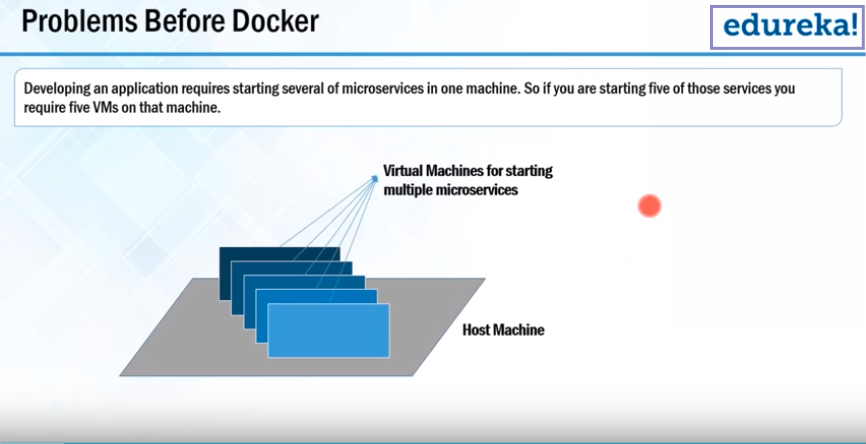 Problems Before Docker
edureka!
Developing an application requires starting several of microservices in one machine. So if you are starting five of those services you
require five VMs on that machine.
Virtual Machines for starting
multiple microservices
Host Machine